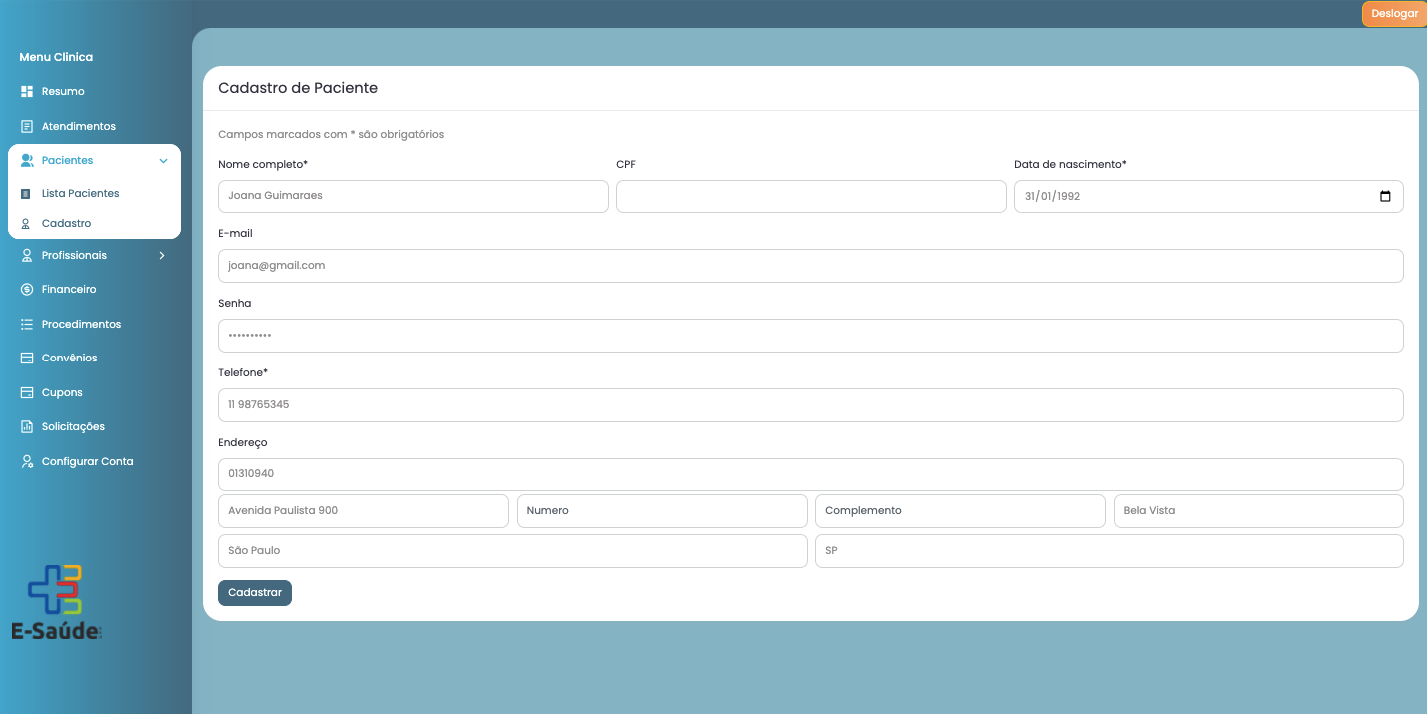 Deslogar
Menu Clinica
Resumo
Atendimentos
Pacientes
Lista Pacientes
Cadastro
Profissionais
Financeiro
Procedimentos
Convênios
Cupons
Solicitações
Configurar Conta
E-Saúde
Cadastro de Paciente
Campos marcados com * são obrigatórios
Nome completo* CPF Data de nascimento*
Joana Guimaraes 31/01/1992
E-mail
joana@gmail.com
Senha
••••••••••
Telefone*
11 98765345
Endereço
01310940
Avenida Paulista 900 Numero Complemento Bela Vista
São Paulo SP
Cadastrar